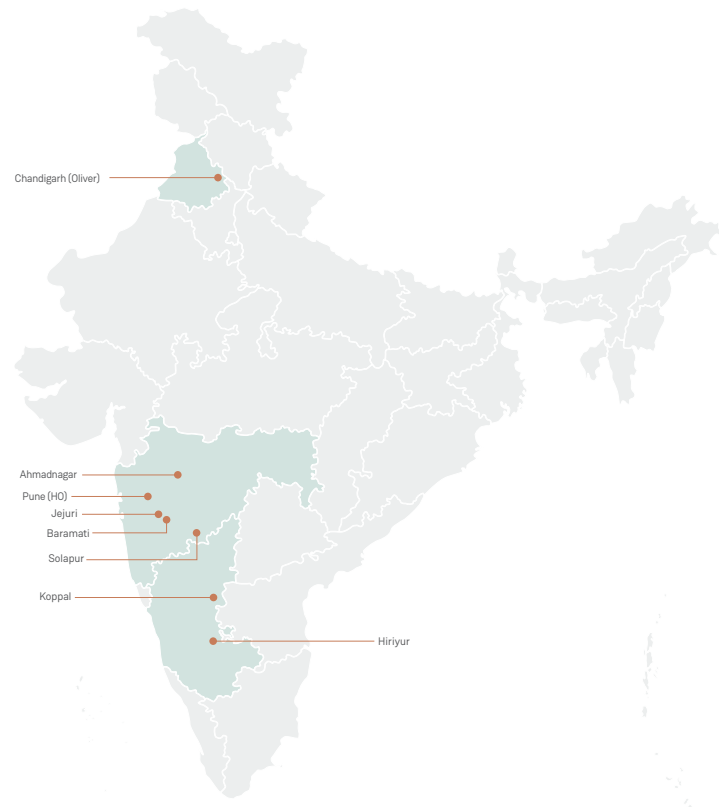 Chandigarh (Oliver)
Ahmadnagar
Pune (HO)
Jejuri
Baramati
Solapur
Koppal
Hiriyur